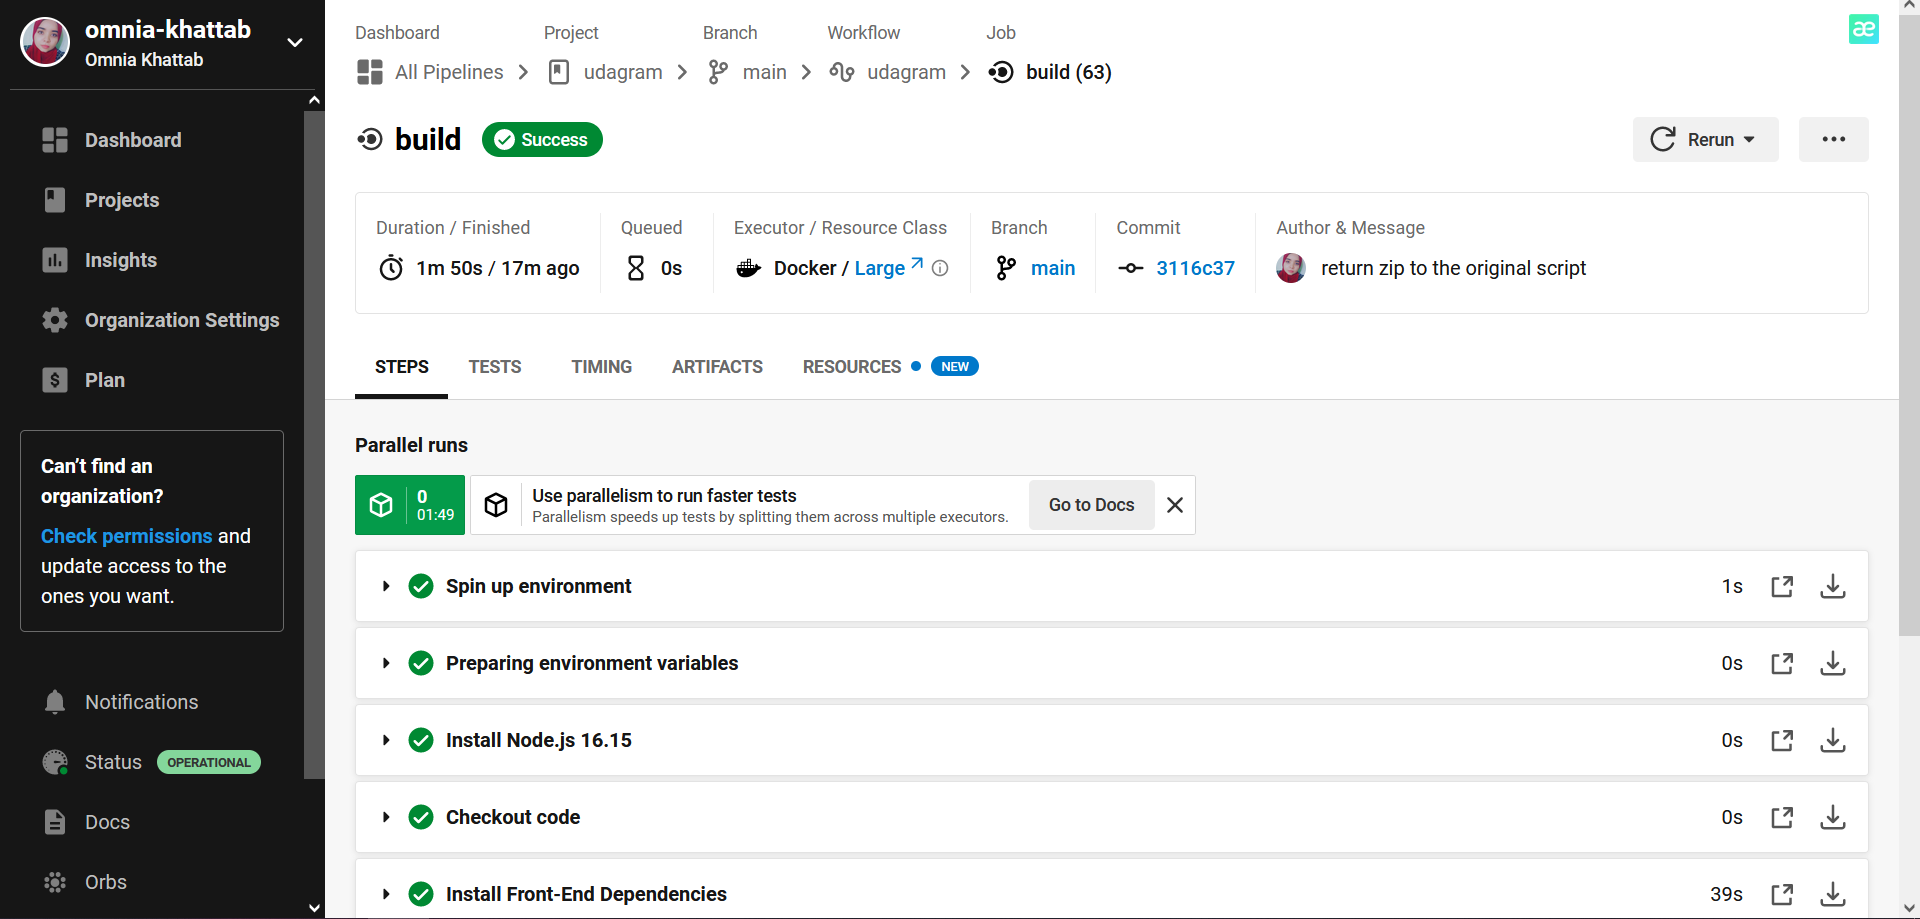 omnia-khattab
Omnia Khattab
Dashboard
Projects
Insights
Organization Settings
Plan
Can’t find an
organization?
Check permissions and
update access to the
ones you want.
Notifications
Status OPERATIONAL
Docs
Orbs
Dashboard Project Branch Workflow Job
All Pipelines udagram main udagram build (63)
æ
build Success
Rerun
Duration / Finished Queued Executor / Resource Class Branch Commit Author & Message
1m 50s / 17m ago 0s Docker / Large main 3116c37 return zip to the original script
STEPS TESTS TIMING ARTIFACTS RESOURCES NEW
Parallel runs
0
01:49
Use parallelism to run faster tests
Parallelism speeds up tests by splitting them across multiple executors.
Go to Docs
Spin up environment 1s
Preparing environment variables 0s
Install Node.js 16.15 0s
Checkout code 0s
Install Front-End Dependencies 39s